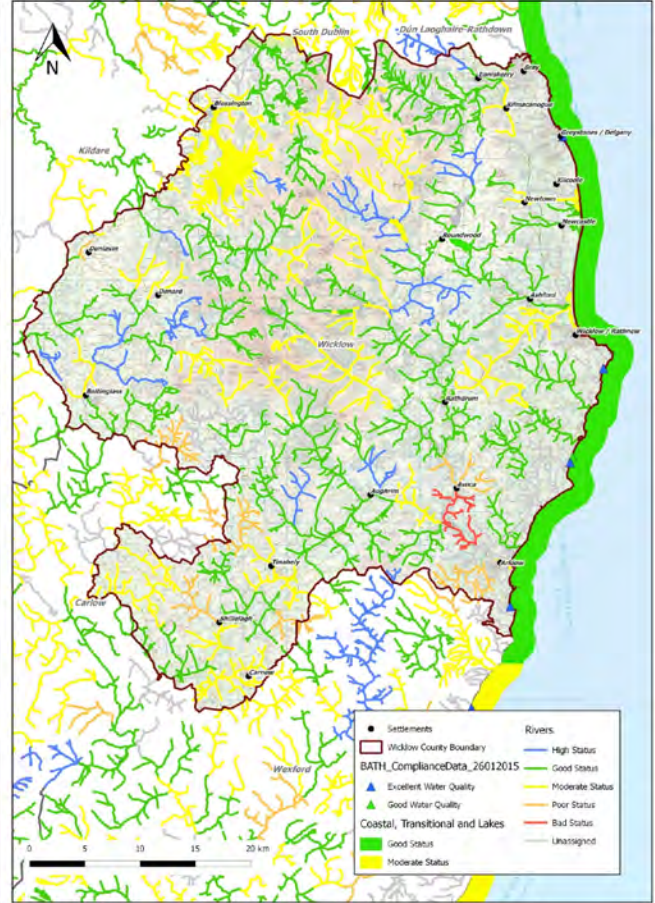 South Dublin
Dún Laoghaire-Rathdown
N
Bray
Enniskerry
Blessington
Kilmacanogue
Greystones / Delgany
Kildare
Kilcoole
Newtown
Newcastle
Roundwood
Dunlavin
Donard
Ashford
Wicklow / Rathnew
Wicklow
Baltinglass
Rathdrum
Aughrim
Avoca
Arklow
Tinahely
Carlow
Shillelagh
Carnew
Wexford
Settlements
Wicklow County Boundary
BATH_ComplianceData_26012015
Excellent Water Quality
Good Water Quality
Coastal, Transitional and Lakes
Good Status
Moderate Status
Rivers
High Status
Good Status
Moderate Status
Poor Status
Bad Status
Unassigned
0 5 10 15 20 km